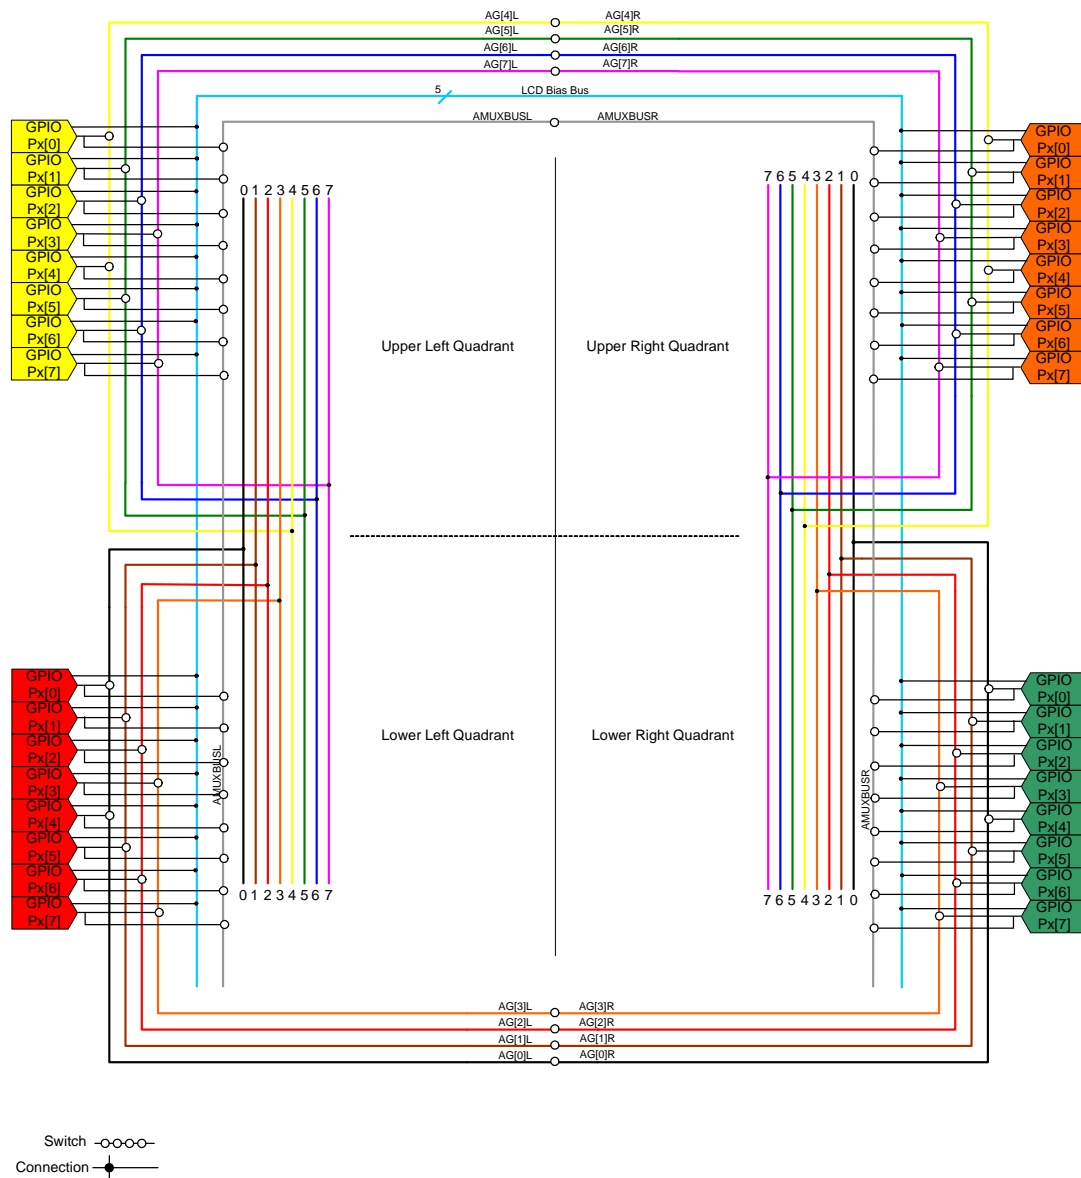 AG[4]L AG[4]R
AG[5]L AG[5]R
AG[6]L AG[6]R
AG[7]L AG[7]R
5 LCD Bias Bus
AMUXBUSL AMUXBUSR
GPIO
Px[0]
GPIO
Px[1]
GPIO
Px[2]
GPIO
Px[3]
GPIO
Px[4]
GPIO
Px[5]
GPIO
Px[6]
GPIO
Px[7]
0 1 2 3 4 5 6 7
7 6 5 4 3 2 1 0
GPIO
Px[0]
GPIO
Px[1]
GPIO
Px[2]
GPIO
Px[3]
GPIO
Px[4]
GPIO
Px[5]
GPIO
Px[6]
GPIO
Px[7]
Upper Left Quadrant
Upper Right Quadrant
GPIO
Px[0]
GPIO
Px[1]
GPIO
Px[2]
GPIO
Px[3]
GPIO
Px[4]
GPIO
Px[5]
GPIO
Px[6]
GPIO
Px[7]
AMUXBUSL
Lower Left Quadrant
Lower Right Quadrant
AMUXBUSR
GPIO
Px[0]
GPIO
Px[1]
GPIO
Px[2]
GPIO
Px[3]
GPIO
Px[4]
GPIO
Px[5]
GPIO
Px[6]
GPIO
Px[7]
0 1 2 3 4 5 6 7
7 6 5 4 3 2 1 0
AG[3]L AG[3]R
AG[2]L AG[2]R
AG[1]L AG[1]R
AG[0]L AG[0]R
Switch
Connection